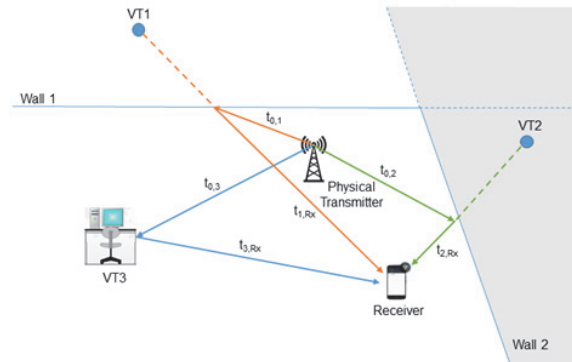 VT1
Wall 1
t0,1
VT2
t0,3
t0,2
Physical
Transmitter
t1,Rx
t2,Rx
t3,Rx
VT3
Receiver
Wall 2